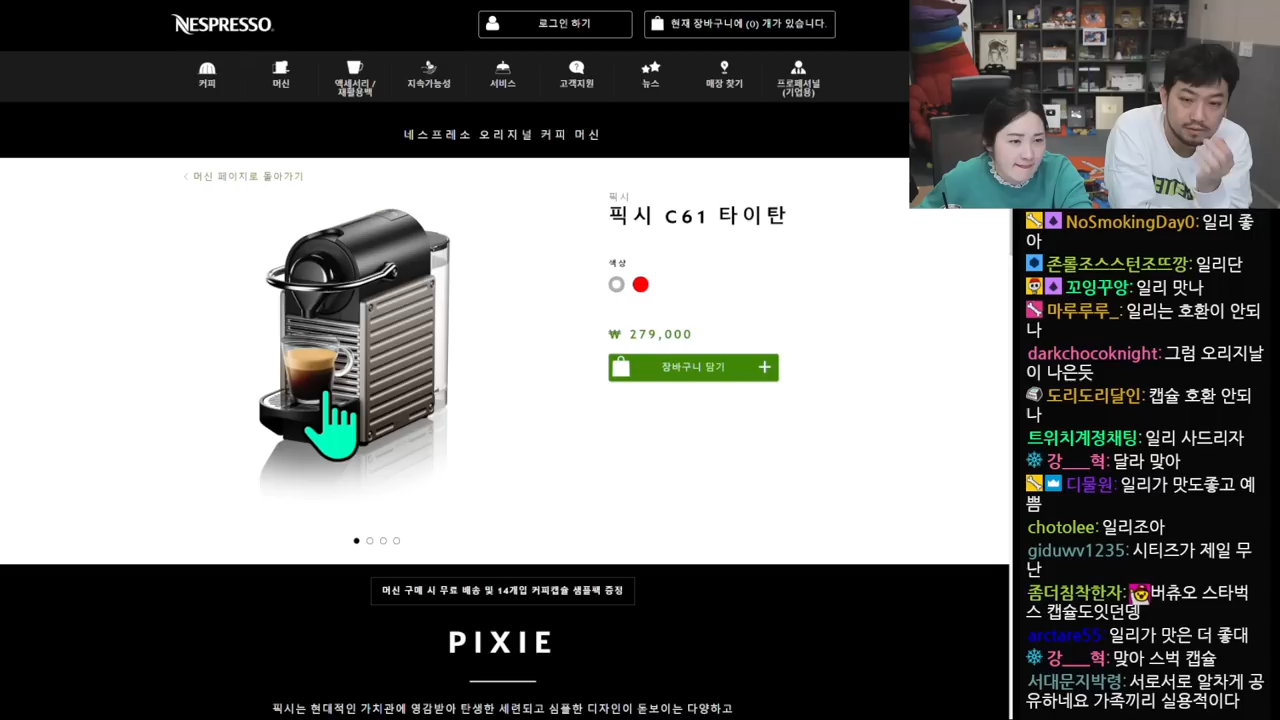 NESPRESSO
로그인 하기
현재 장바구니에 (0) 개가 있습니다.
커피
머신
액세서리 /
재활용백
지속가능성
서비스
고객지원
뉴스
매장 찾기
프로페셔널
(기업용)
네스프레소 오리지널 커피 머신
< 머신 페이지로 돌아가기
픽시
픽시 C61 타이탄
색상
₩ 279,000
장바구니 담기 +
머신 구매 시 무료 배송 및 14개입 커피캡슐 샘플팩 증정
PIXIE
픽시는 현대적인 가치관에 영감받아 탄생한 세련되고 심플한 디자인이 돋보이는 다양하고
NoSmokingDay0: 일리 좋
아
존롤조스스턴조뜨깡: 일리단
꼬잉꾸앙: 일리 맛나
마루루루_: 일리는 호환이 안되
나
darkchocoknight: 그럼 오리지날
이 나은듯
도리도리달인: 캡슐 호환 안되
나
트위치계정채팅: 일리 사드리자
강___혁: 달라 맞아
디물원: 일리가 맛도좋고 예
쁨
chotolee: 일리조아
giduwv1235: 시티즈가 제일 무
난
좀더침착한자: 버츄오 스타벅
스 캡슐도잇던뎅
arctare55: 일리가 맛은 더 좋대
강___혁: 맞아 스벅 캡슐
서대문지박령: 서로서로 알차게 공
유하네요 가족끼리 실용적이다